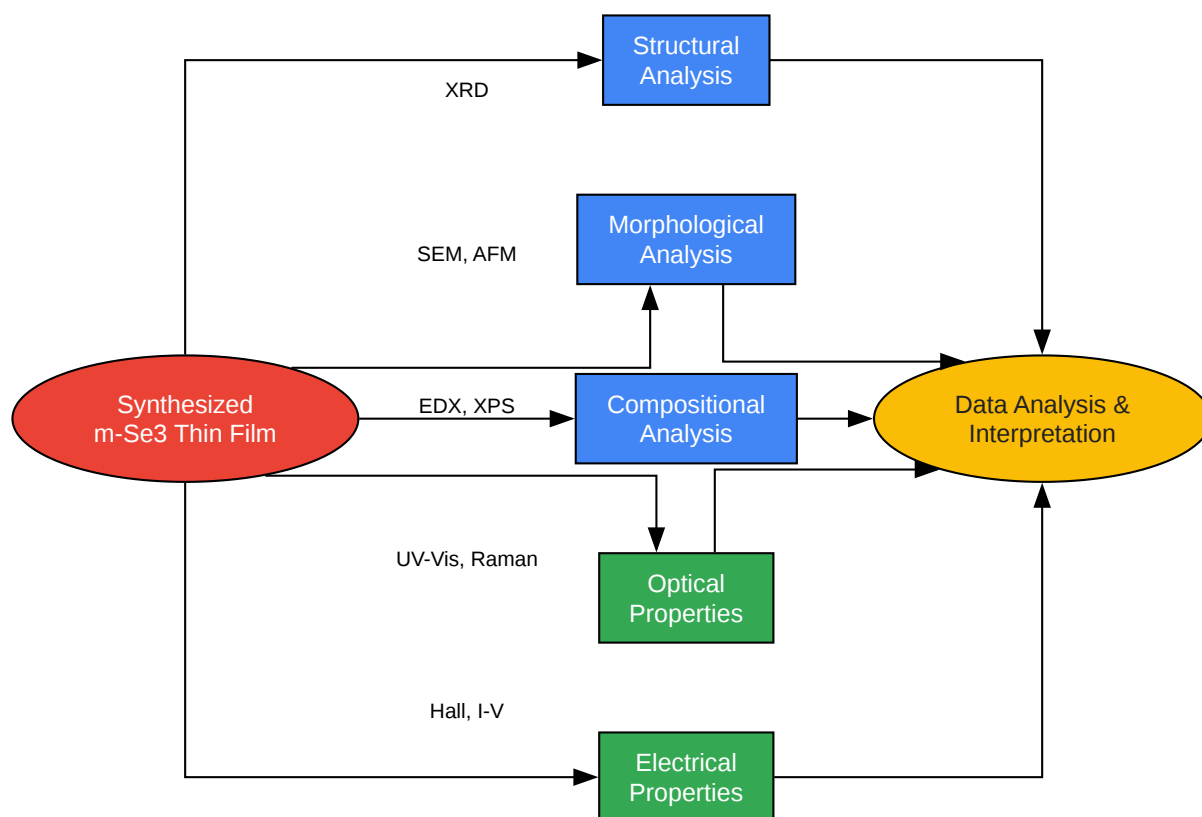 Structural
Analysis
XRD
Morphological
Analysis
SEM, AFM
Synthesized
m-Se3 Thin Film
EDX, XPS
Compositional
Analysis
Data Analysis &
Interpretation
UV-Vis, Raman
Optical
Properties
Hall, I-V
Electrical
Properties